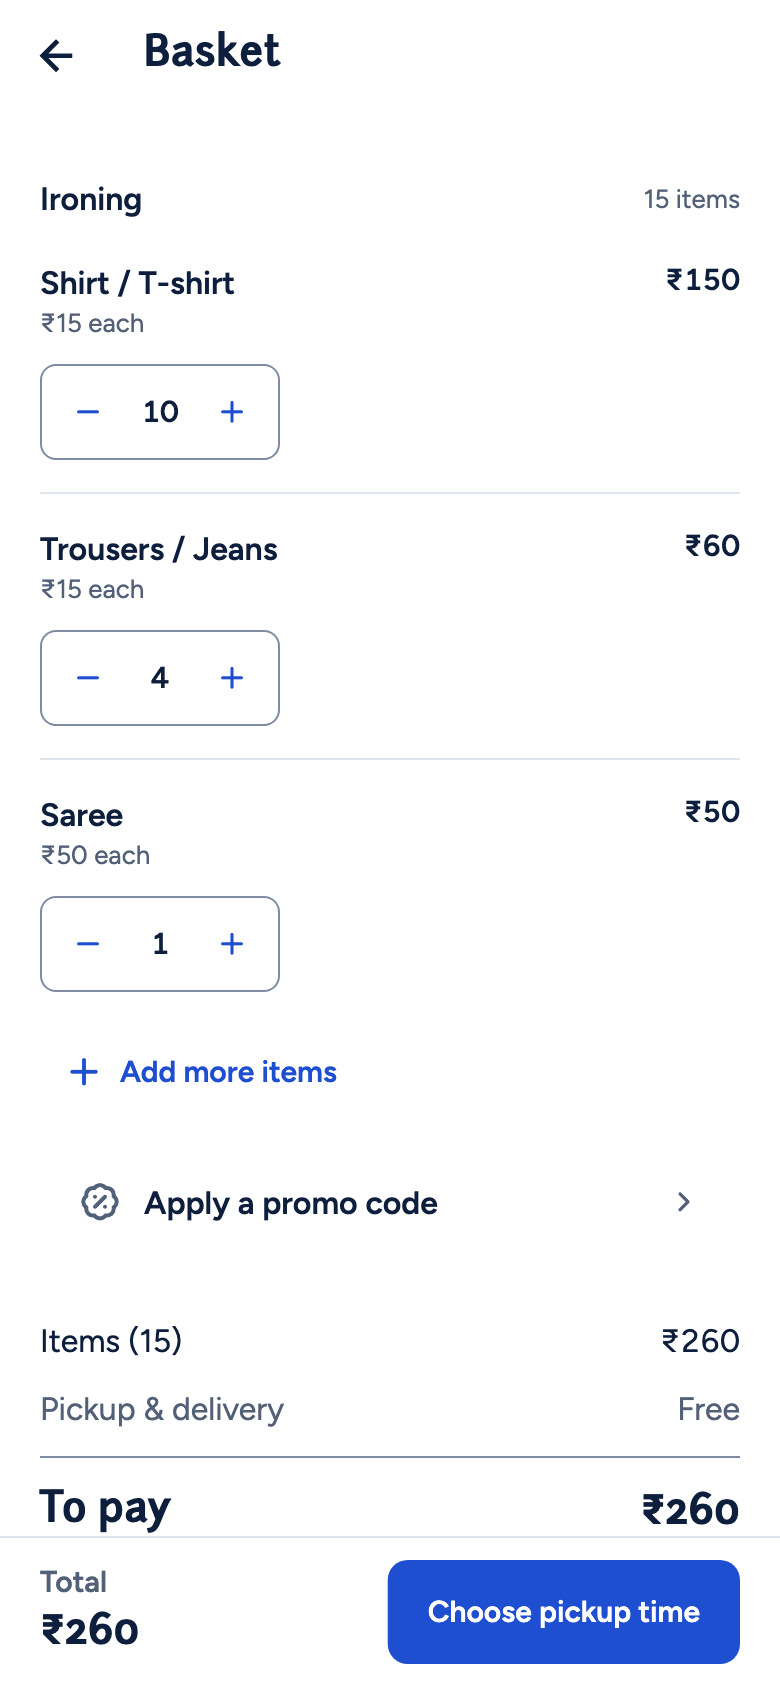 Basket
Ironing
15 items
Shirt / T-shirt
₹150
₹15 each
10
Trousers / Jeans
₹60
₹15 each
4
Saree
₹50
₹50 each
1
Add more items
Apply a promo code
Items (15)
₹260
Pickup & delivery
Free
To pay
₹260
Total
₹260
Choose pickup time